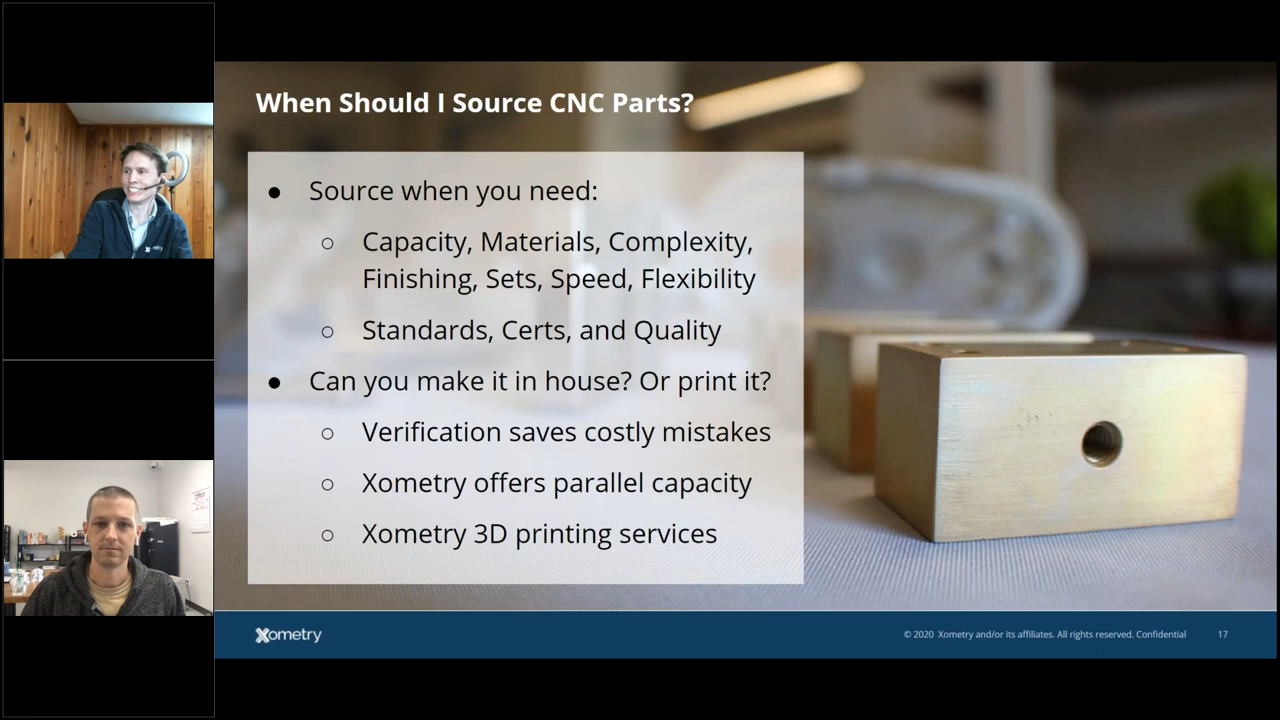 When Should I Source CNC Parts?
● Source when you need:
○ Capacity, Materials, Complexity,
Finishing, Sets, Speed, Flexibility
○ Standards, Certs, and Quality
● Can you make it in house? Or print it?
○ Verification saves costly mistakes
○ Xometry offers parallel capacity
○ Xometry 3D printing services
Xometry
© 2020 Xometry and/or its affiliates. All rights reserved. Confidential
17